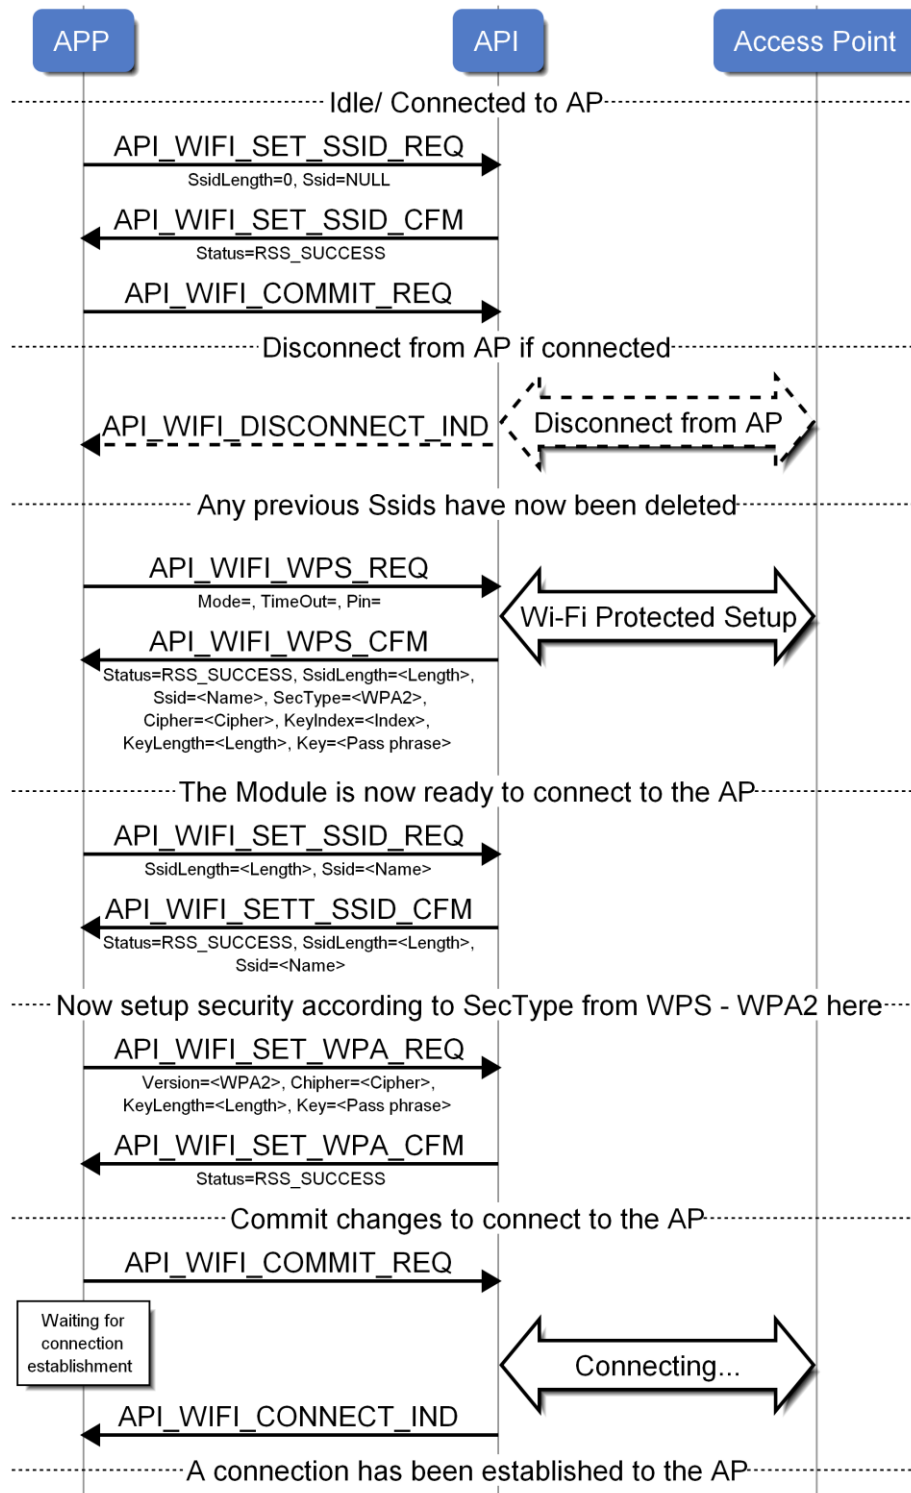 APP
API
Access Point
Idle/ Connected to AP
API_WIFI_SET_SSID_REQ
SsidLength=0, Ssid=NULL
API_WIFI_SET_SSID_CFM
Status=RSS_SUCCESS
API_WIFI_COMMIT_REQ
Disconnect from AP if connected
API_WIFI_DISCONNECT_IND
Disconnect from AP
Any previous Ssids have now been deleted
API_WIFI_WPS_REQ
Mode=, TimeOut=, Pin=
Wi-Fi Protected Setup
API_WIFI_WPS_CFM
Status=RSS_SUCCESS, SsidLength=<Length>,
Ssid=<Name>, SecType=<WPA2>,
Cipher=<Cipher>, KeyIndex=<Index>,
KeyLength=<Length>, Key=<Pass phrase>
The Module is now ready to connect to the AP
API_WIFI_SET_SSID_REQ
SsidLength=<Length>, Ssid=<Name>
API_WIFI_SETT_SSID_CFM
Status=RSS_SUCCESS, SsidLength=<Length>,
Ssid=<Name>
Now setup security according to SecType from WPS - WPA2 here
API_WIFI_SET_WPA_REQ
Version=<WPA2>, Chipher=<Cipher>,
KeyLength=<Length>, Key=<Pass phrase>
API_WIFI_SET_WPA_CFM
Status=RSS_SUCCESS
Commit changes to connect to the AP
API_WIFI_COMMIT_REQ
Waiting for
connection
establishment
Connecting...
API_WIFI_CONNECT_IND
A connection has been established to the AP